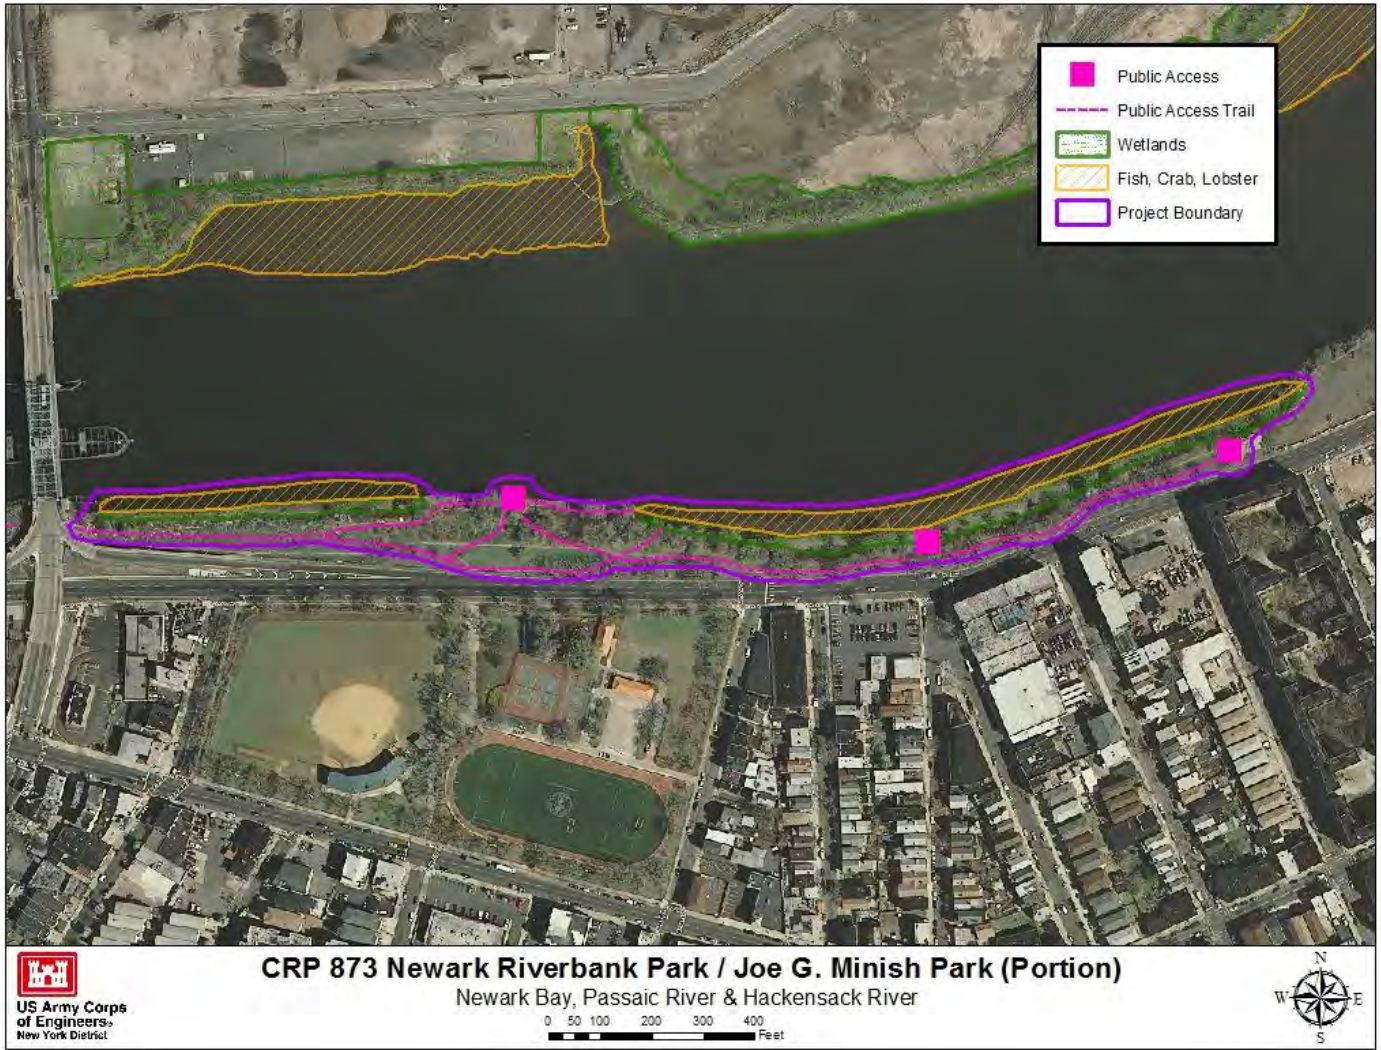 Public Access
Public Access Trail
Wetlands
Fish, Crab, Lobster
Project Boundary
US Army Corps
of Engineers®
New York District
CRP 873 Newark Riverbank Park / Joe G. Minish Park (Portion)
Newark Bay, Passaic River & Hackensack River
0 50 100 200 300 400
Feet
N
W E
S